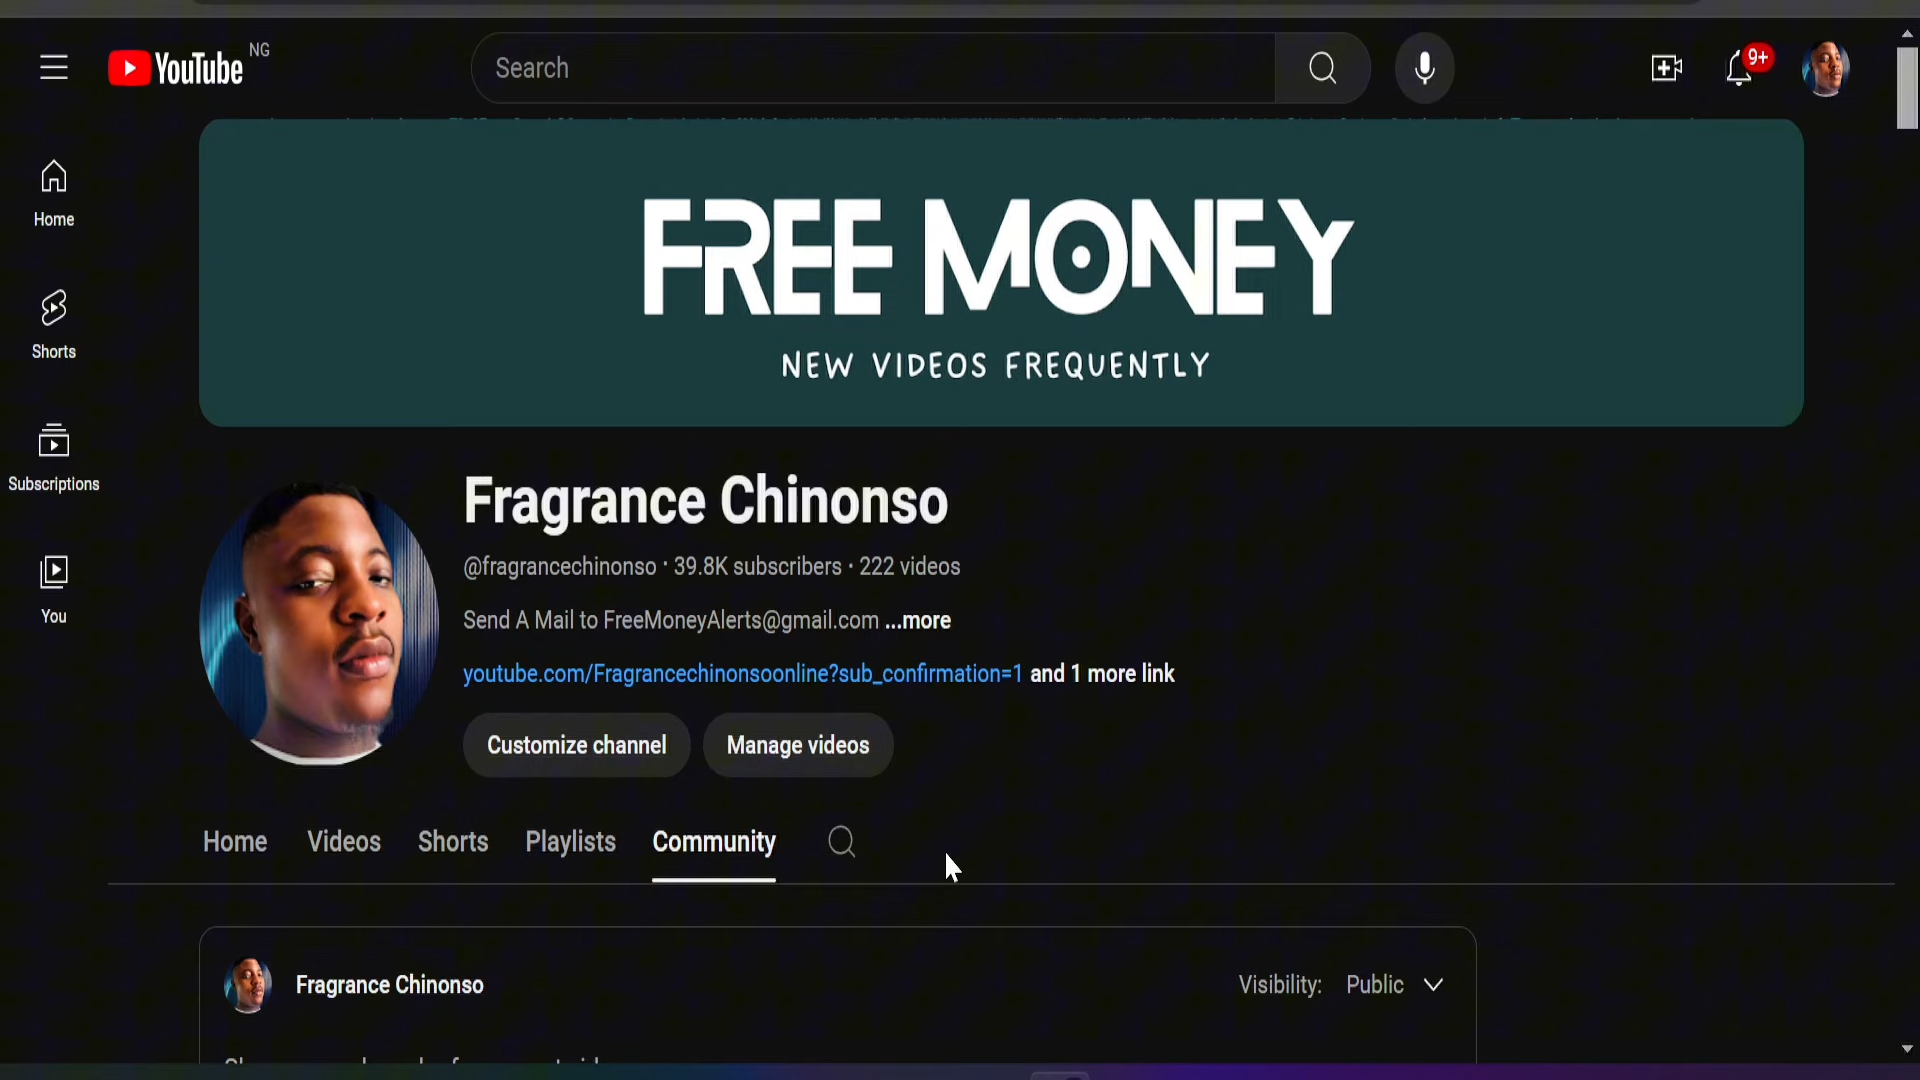 YouTube NG
Search
9+
Home
Shorts
Subscriptions
You
FREE MONEY
NEW VIDEOS FREQUENTLY
Fragrance Chinonso
@fragrancechinonso · 39.8K subscribers · 222 videos
Send A Mail to FreeMoneyAlerts@gmail.com ...more
youtube.com/Fragrancechinonsoonline?sub_confirmation=1 and 1 more link
Customize channel Manage videos
Home Videos Shorts Playlists Community
Fragrance Chinonso Visibility: Public